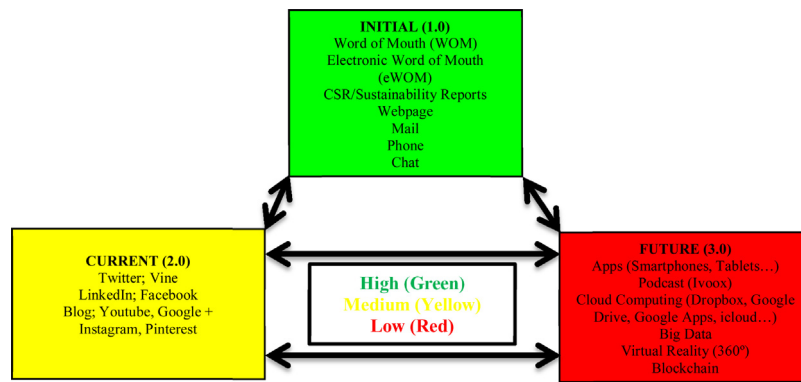 INITIAL (1.0)
Word of Mouth (WOM)
Electronic Word of Mouth
(eWOM)
CSR/Sustainability Reports
Webpage
Mail
Phone
Chat
CURRENT (2.0)
Twitter; Vine
LinkedIn; Facebook
Blog; Youtube, Google +
Instagram, Pinterest
High (Green)
Medium (Yellow)
Low (Red)
FUTURE (3.0)
Apps (Smartphones, Tablets…)
Podcast (Ivoox)
Cloud Computing (Dropbox, Google
Drive, Google Apps, icloud…)
Big Data
Virtual Reality (360º)
Blockchain